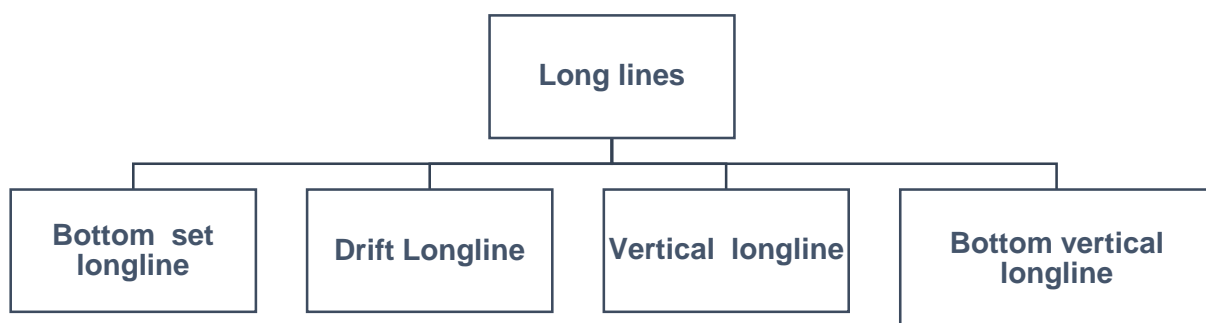 Long lines
Bottom set
longline
Drift Longline
Vertical longline
Bottom vertical
longline